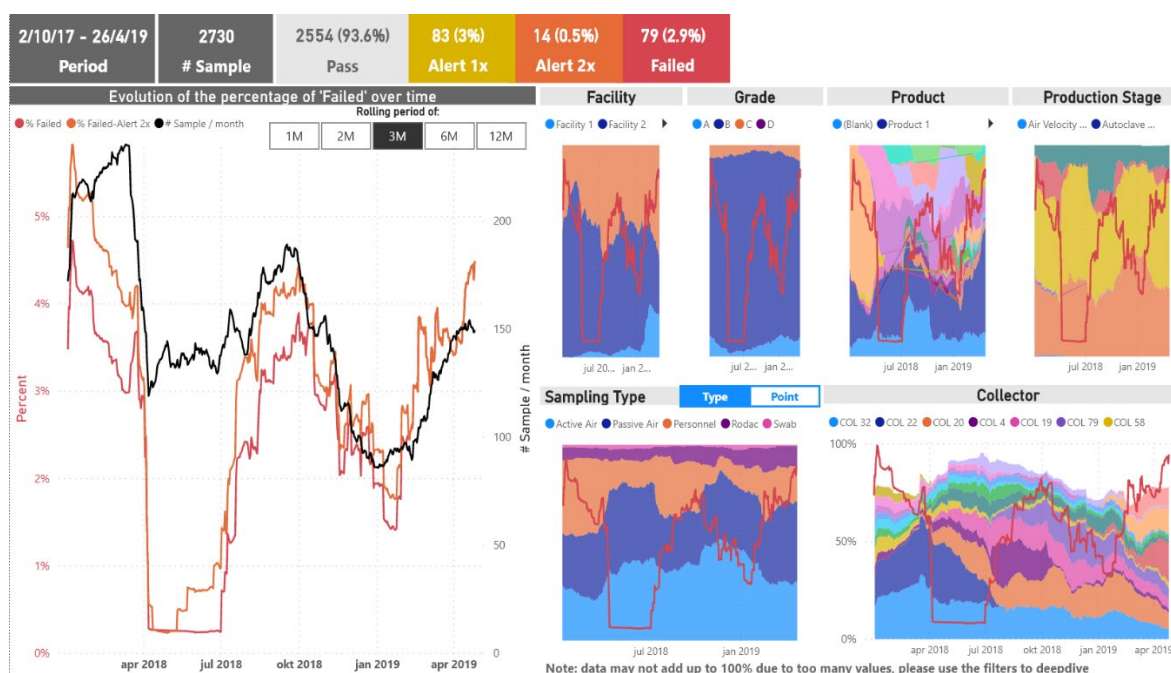 2/10/17 - 26/4/19
Period
2730
# Sample
2554 (93.6%)
Pass
83 (3%)
Alert 1x
14 (0.5%)
Alert 2x
79 (2.9%)
Failed
Evolution of the percentage of 'Failed' over time
Rolling period of:
% Failed % Failed-Alert 2x # Sample / month
1M 2M 3M 6M 12M
5%
4%
3%
2%
1%
0%
Percent
200
150
100
50
0
# Sample / month
apr 2018 jul 2018 okt 2018 jan 2019 apr 2019
Facility
Facility 1 Facility 2
jul 20... jan 2...
Grade
A B C D
jul 2... jan 2...
Product
(Blank) Product 1
jul 2018 jan 2019
Production Stage
Air Velocity ... Autoclave ...
jul 2018 jan 2019
Sampling Type
Type Point
Active Air Passive Air Personnel Rodac Swab
jul 2018 jan 2019
Collector
COL 32 COL 22 COL 20 COL 4 COL 19 COL 79 COL 58
100%
50%
0%
apr 2018 jul 2018 okt 2018 jan 2019 apr 2019
Note: data may not add up to 100% due to too many values, please use the filters to deepdive